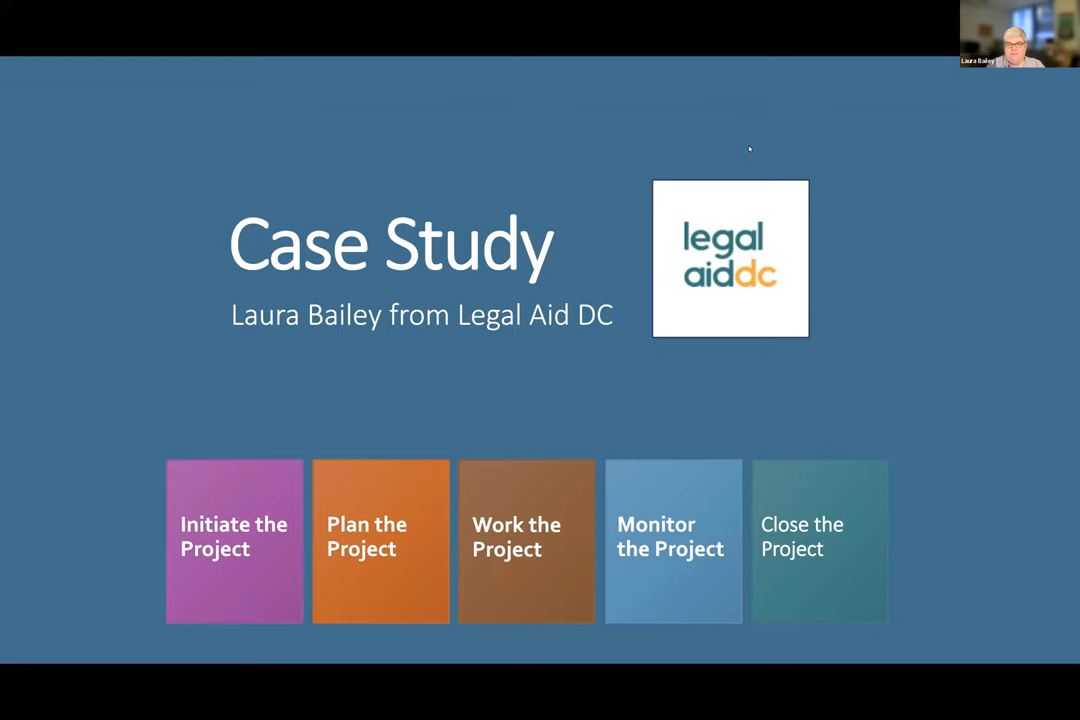 Laura Bailey
Case Study
Laura Bailey from Legal Aid DC
legal
aiddc
Initiate the
Project
Plan the
Project
Work the
Project
Monitor
the Project
Close the
Project